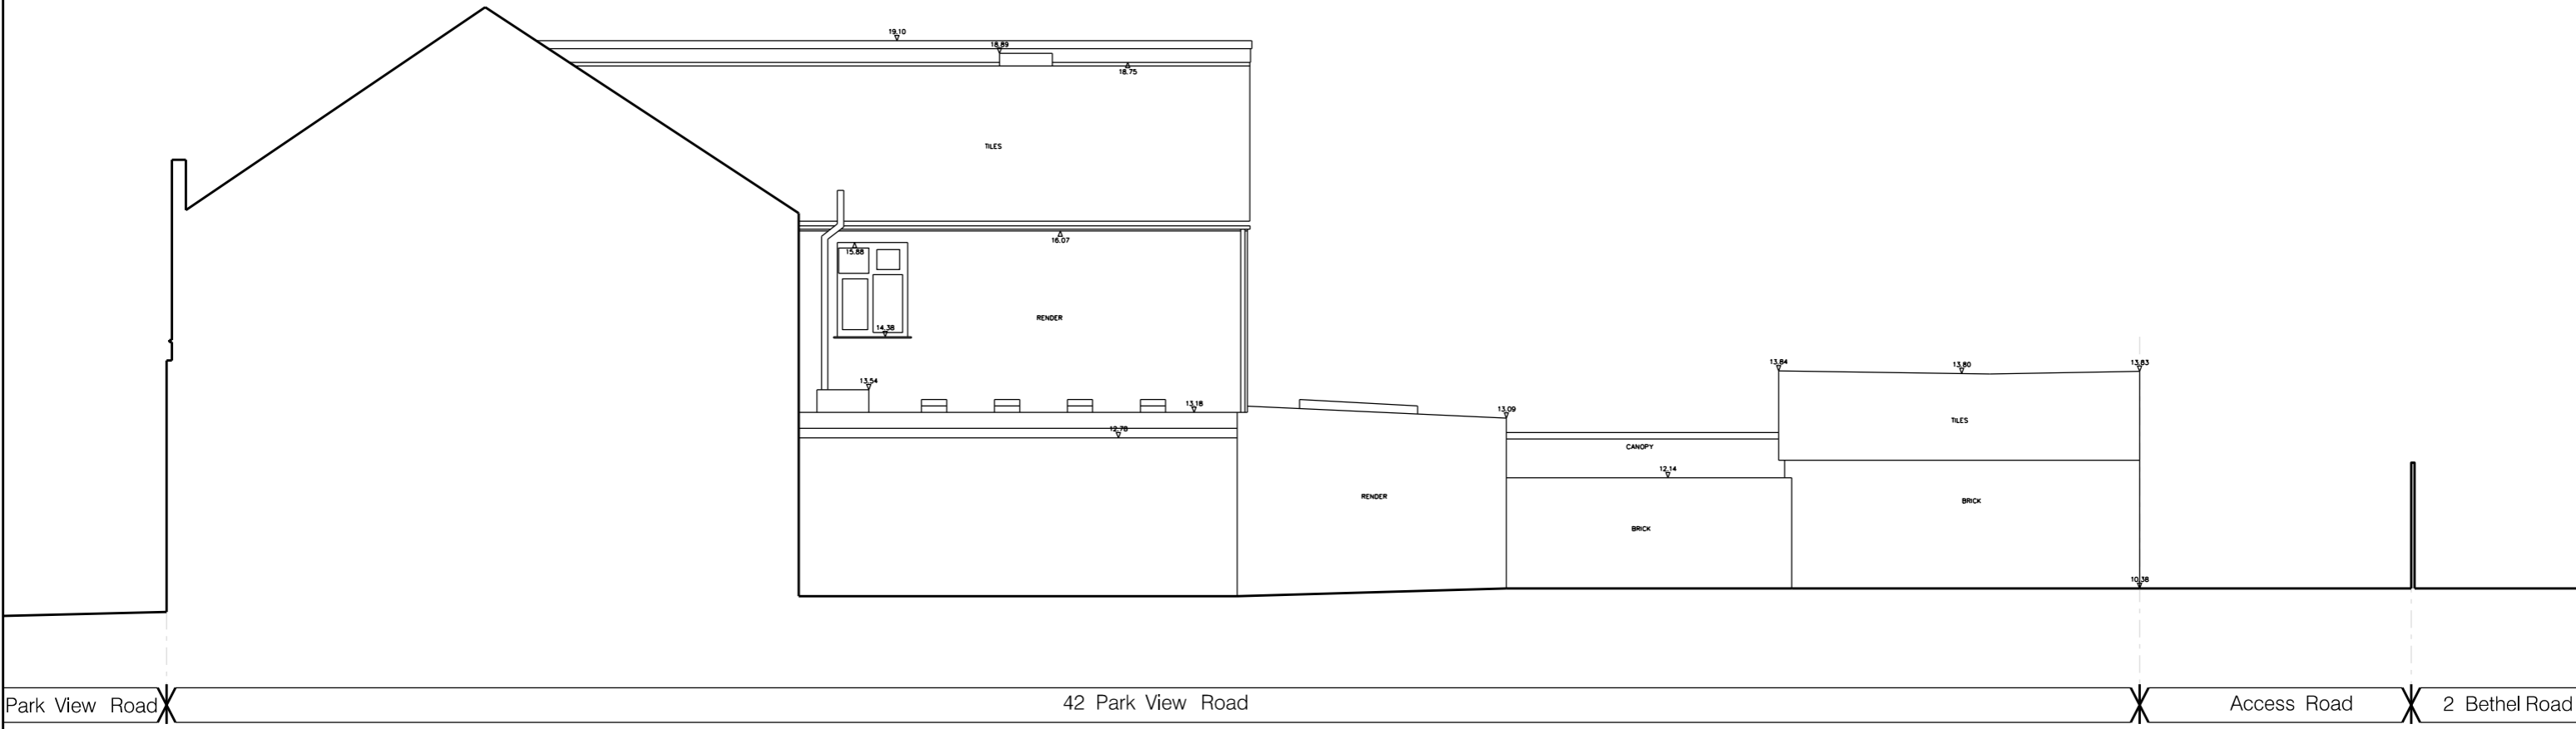 19.10
18.89
18.75
TILES
16.07
15.88
RENDER
14.38
13.84
13.80
13.83
13.54
13.18
13.09
TILES
12.78
CANOPY
12.14
RENDER
BRICK
BRICK
10.38
Park View Road
42 Park View Road
Access Road
2 Bethel Road